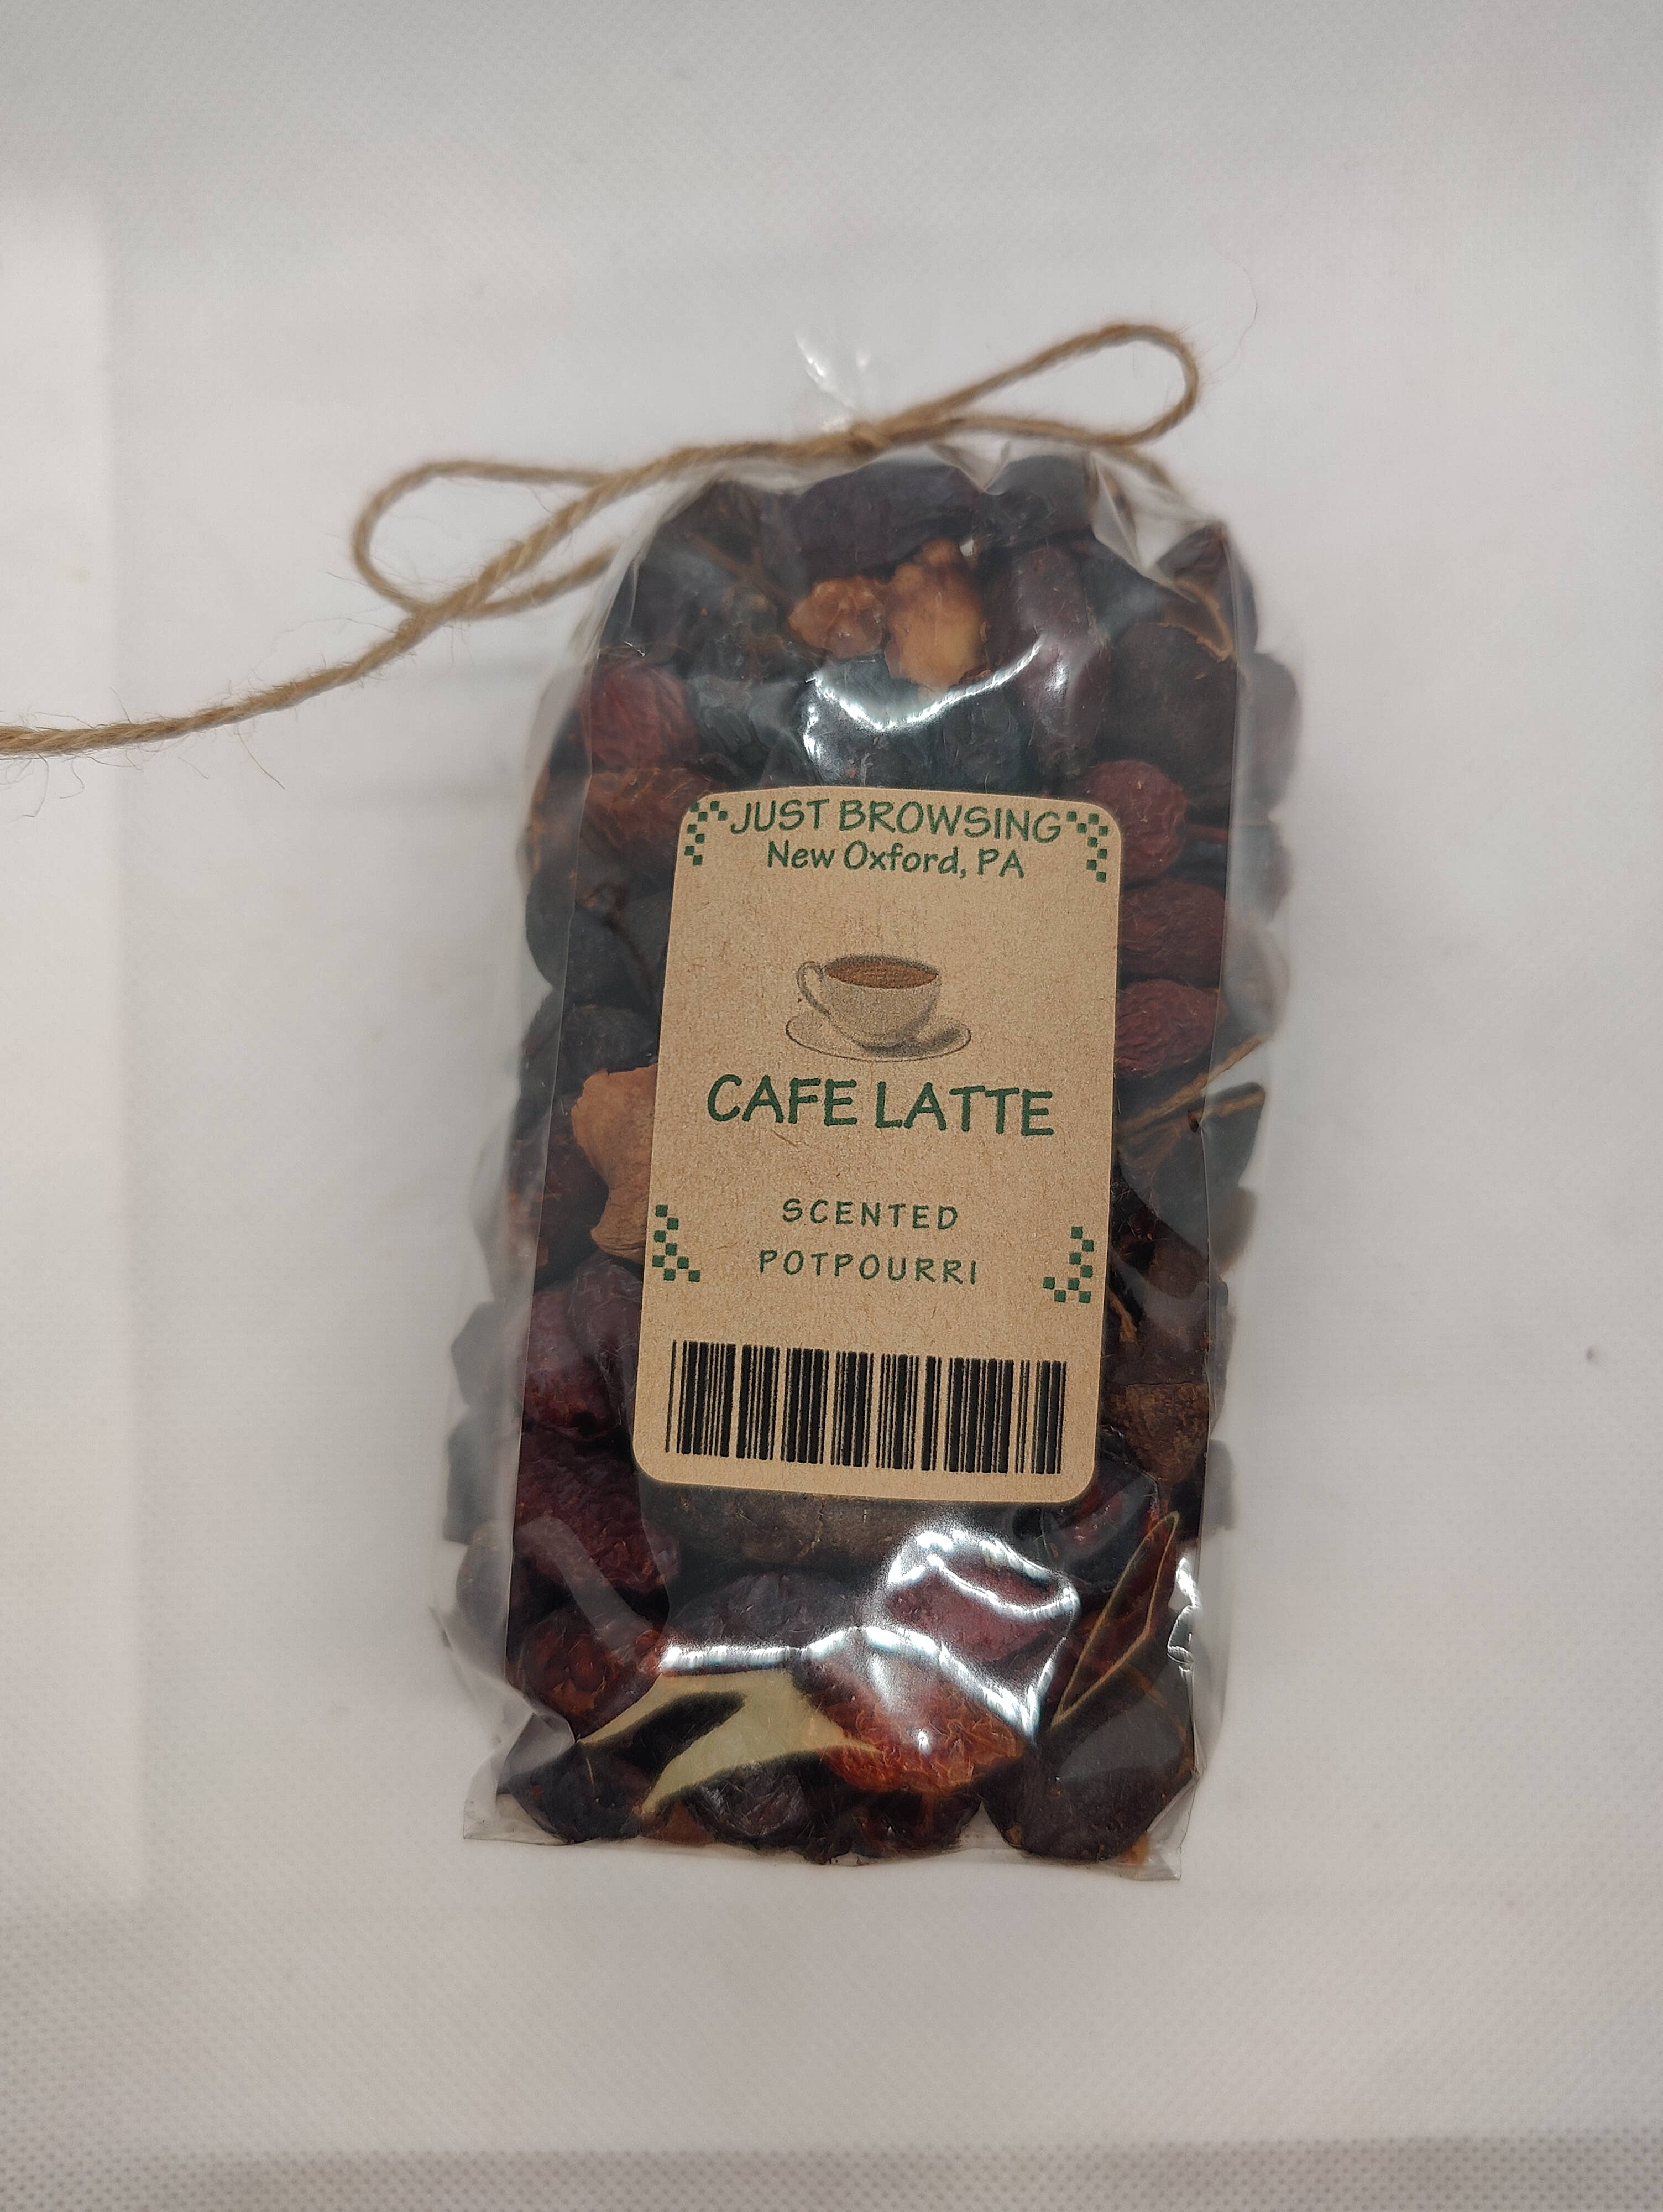 JUST BROWSING
New Oxford, PA
CAFE LATTE
SCENTED
POTPOURRI